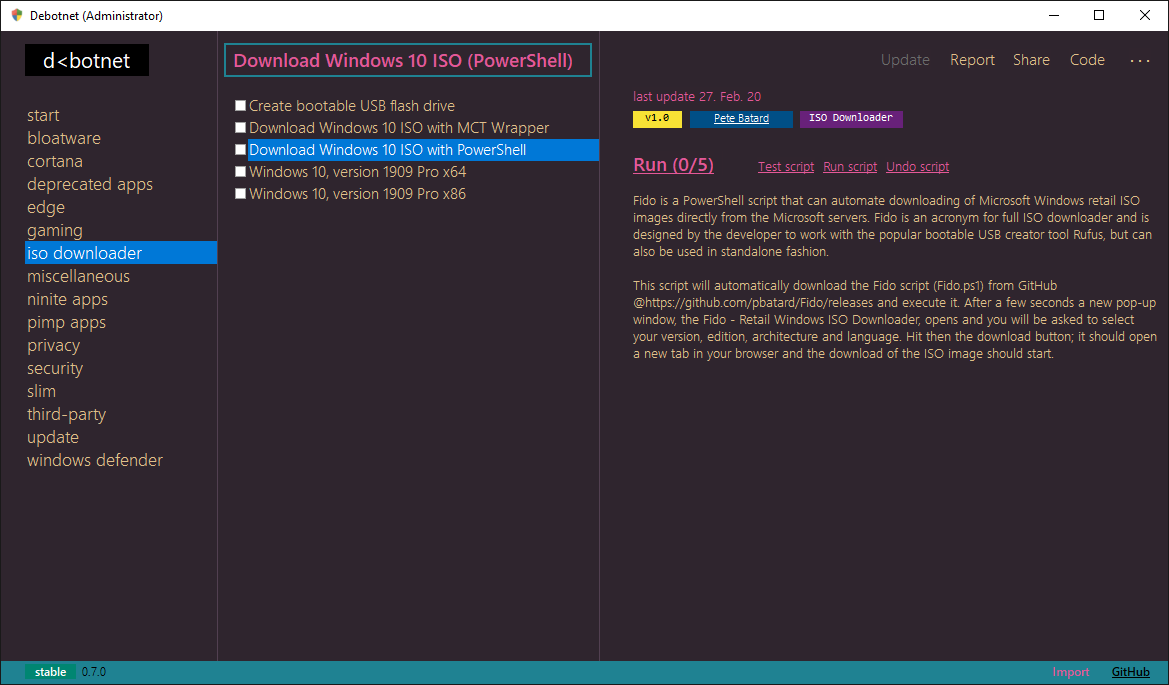 Debotnet (Administrator)
d<botnet
start
bloatware
cortana
deprecated apps
edge
gaming
iso downloader
miscellaneous
ninite apps
pimp apps
privacy
security
slim
third-party
update
windows defender
Download Windows 10 ISO (PowerShell)
Create bootable USB flash drive
Download Windows 10 ISO with MCT Wrapper
Download Windows 10 ISO with PowerShell
Windows 10, version 1909 Pro x64
Windows 10, version 1909 Pro x86
Update Report Share Code ...
last update 27. Feb. 20
v1.0 Pete Batard ISO Downloader
Run (0/5) Test script Run script Undo script
Fido is a PowerShell script that can automate downloading of Microsoft Windows retail ISO
images directly from the Microsoft servers. Fido is an acronym for full ISO downloader and is
designed by the developer to work with the popular bootable USB creator tool Rufus, but can
also be used in standalone fashion.
This script will automatically download the Fido script (Fido.ps1) from GitHub
@https://github.com/pbatard/Fido/releases and execute it. After a few seconds a new pop-up
window, the Fido - Retail Windows ISO Downloader, opens and you will be asked to select
your version, edition, architecture and language. Hit then the download button; it should open
a new tab in your browser and the download of the ISO image should start.
stable 0.7.0
Import GitHub